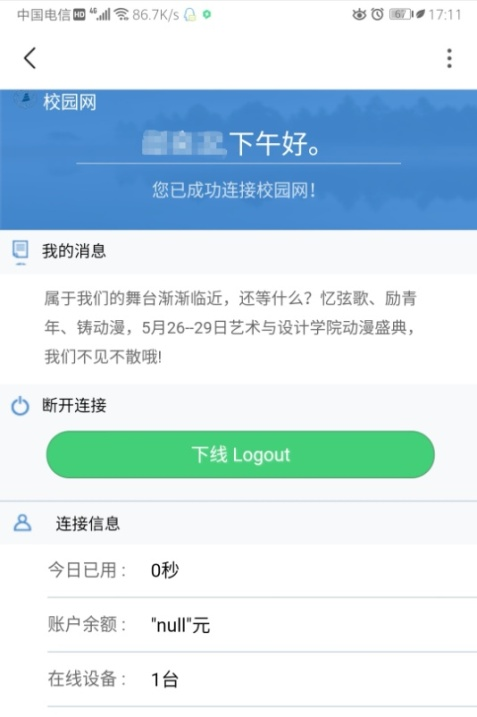 中国电信 HD 4G 86.7K/s 67 17:11
校园网
下午好。
您已成功连接校园网!
我的消息
属于我们的舞台渐渐临近，还等什么？忆弦歌、励青
年、铸动漫，5月26--29日艺术与设计学院动漫盛典，
我们不见不散哦!
断开连接
下线 Logout
连接信息
今日已用： 0秒
账户余额： "null"元
在线设备： 1台